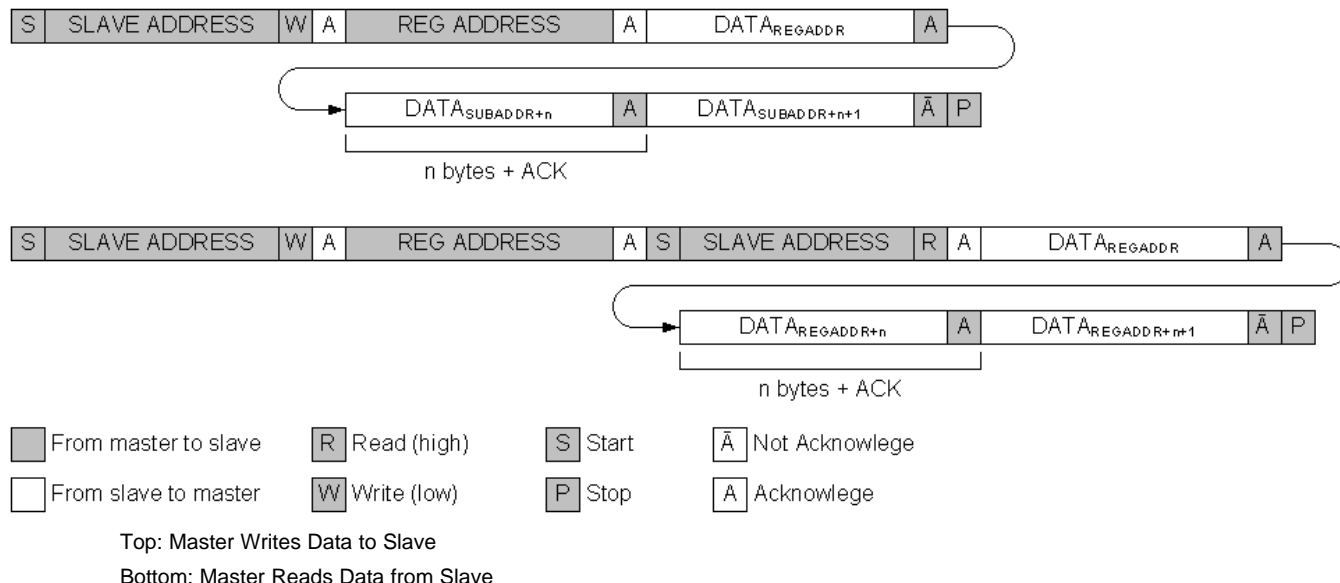 S SLAVE ADDRESS W A REG ADDRESS A DATAREGADDR A
DATASUBADDR+n A DATASUBADDR+n+1 Ā P
n bytes + ACK
S SLAVE ADDRESS W A REG ADDRESS A S SLAVE ADDRESS R A DATAREGADDR A
DATAREGADDR+n A DATAREGADDR+n+1 Ā P
n bytes + ACK
From master to slave R Read (high) S Start Ā Not Acknowlege
From slave to master W Write (low) P Stop A Acknowlege
Top: Master Writes Data to Slave
Bottom: Master Reads Data from Slave